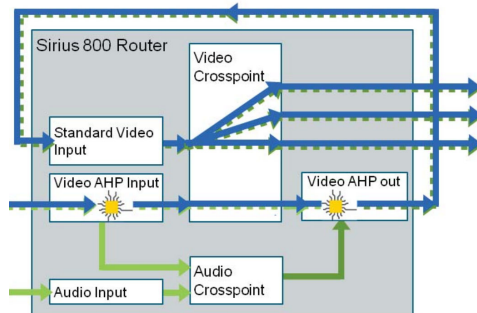 Sirius 800 Router
Video
Crosspoint
Standard Video
Input
Video AHP Input
Video AHP out
Audio
Crosspoint
Audio Input